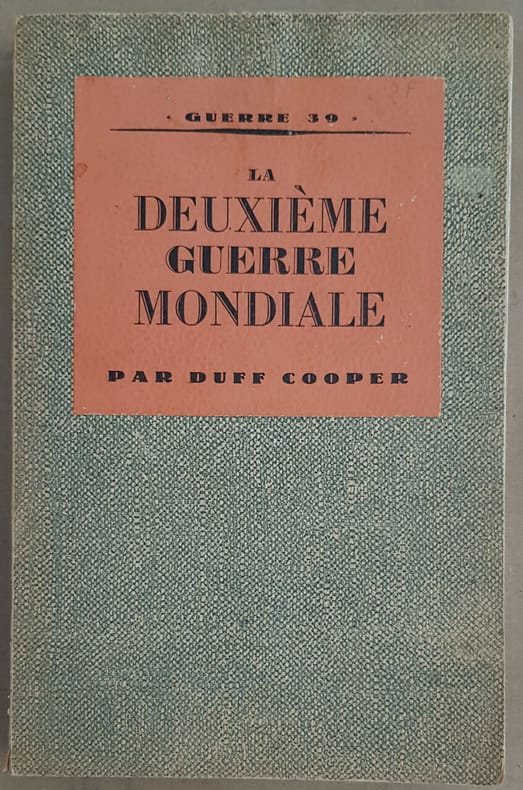 · GUERRE 39 ·
LA
DEUXIÈME
GUERRE
MONDIALE
PAR DUFF COOPER